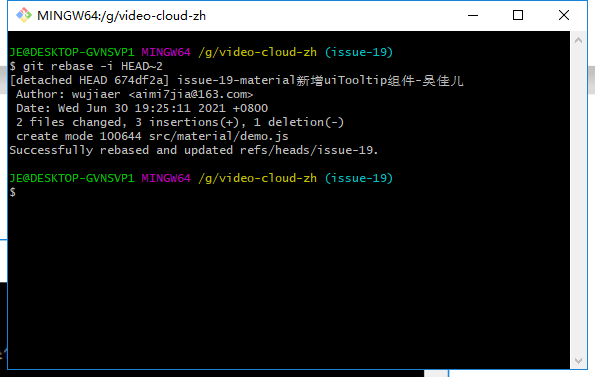 MINGW64:/g/video-cloud-zh
JE@DESKTOP-GVNSVP1 MINGW64 /g/video-cloud-zh (issue-19)
$ git rebase -i HEAD~2
[detached HEAD 674df2a] issue-19-material新增uiTooltip组件-吴佳儿
Author: wujiaer <aimi7jia@163.com>
Date: Wed Jun 30 19:25:11 2021 +0800
2 files changed, 3 insertions(+), 1 deletion(-)
create mode 100644 src/material/demo.js
Successfully rebased and updated refs/heads/issue-19.
JE@DESKTOP-GVNSVP1 MINGW64 /g/video-cloud-zh (issue-19)
$